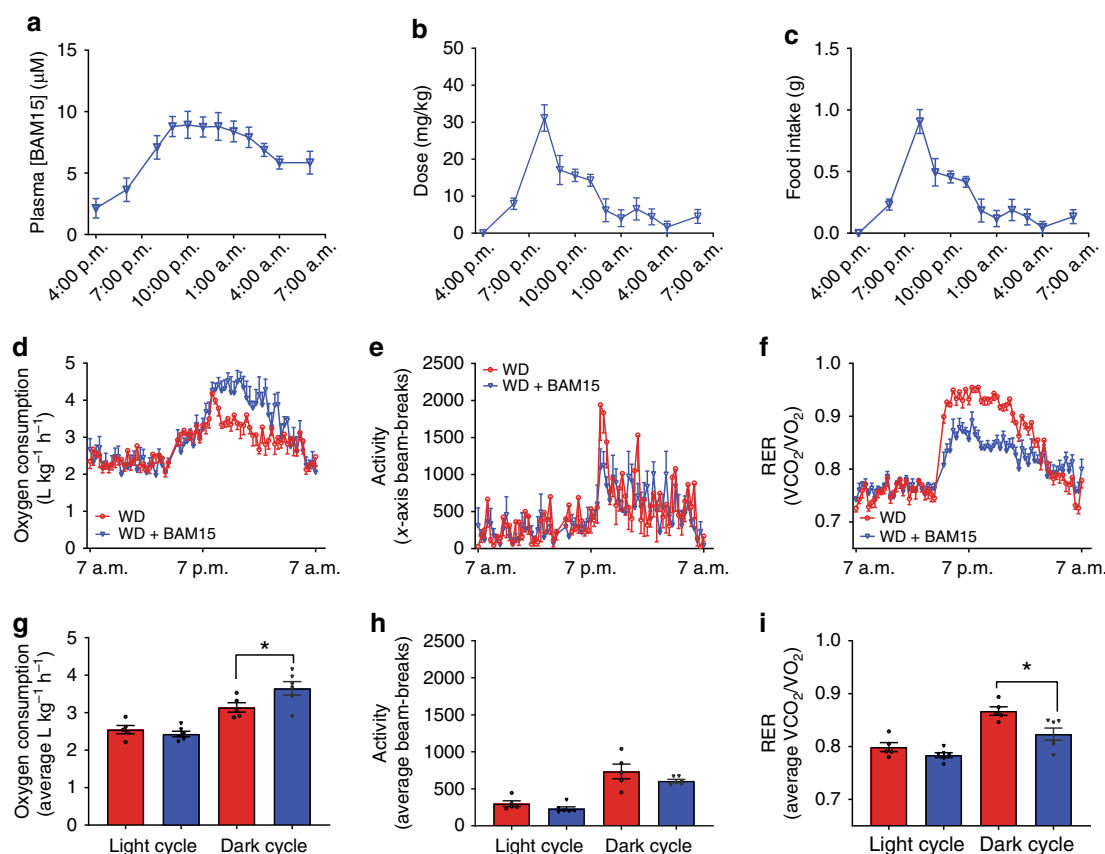 a
Plasma [BAM15] (μM)
15
10
5
0
4:00 p.m.
7:00 p.m.
10:00 p.m.
1:00 a.m.
4:00 a.m.
7:00 a.m.
b
Dose (mg/kg)
50
40
30
20
10
0
4:00 p.m.
7:00 p.m.
10:00 p.m.
1:00 a.m.
4:00 a.m.
7:00 a.m.
c
Food intake (g)
1.5
1.0
0.5
0.0
4:00 p.m.
7:00 p.m.
10:00 p.m.
1:00 a.m.
4:00 a.m.
7:00 a.m.
d
Oxygen consumption
(L kg⁻¹ h⁻¹)
5
4
3
2
1
0
WD
WD + BAM15
7 a.m.
7 p.m.
7 a.m.
e
Activity
(x-axis beam-breaks)
2500
2000
1500
1000
500
0
WD
WD + BAM15
7 a.m.
7 p.m.
7 a.m.
f
RER
(VCO₂/VO₂)
1.0
0.9
0.8
0.7
WD
WD + BAM15
7 a.m.
7 p.m.
7 a.m.
g
Oxygen consumption
(average L kg⁻¹ h⁻¹)
5
4
3
2
1
0
*
Light cycle
Dark cycle
h
Activity
(average beam-breaks)
2500
2000
1500
1000
500
0
Light cycle
Dark cycle
i
RER
(average VCO₂/VO₂)
1.0
0.9
0.8
0.7
*
Light cycle
Dark cycle